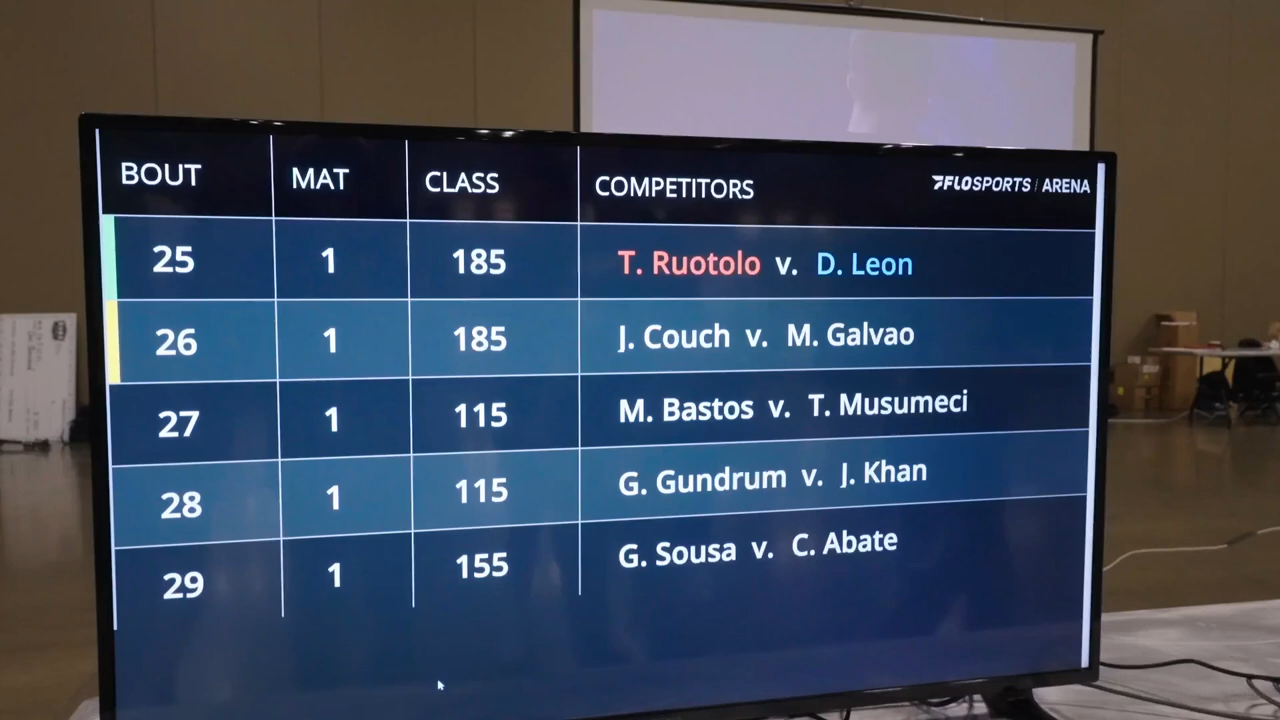 BOUT MAT CLASS COMPETITORS FLOSPORTS | ARENA
25 1 185 T. Ruotolo v. D. Leon
26 1 185 J. Couch v. M. Galvao
27 1 115 M. Bastos v. T. Musumeci
28 1 115 G. Gundrum v. J. Khan
29 1 155 G. Sousa v. C. Abate